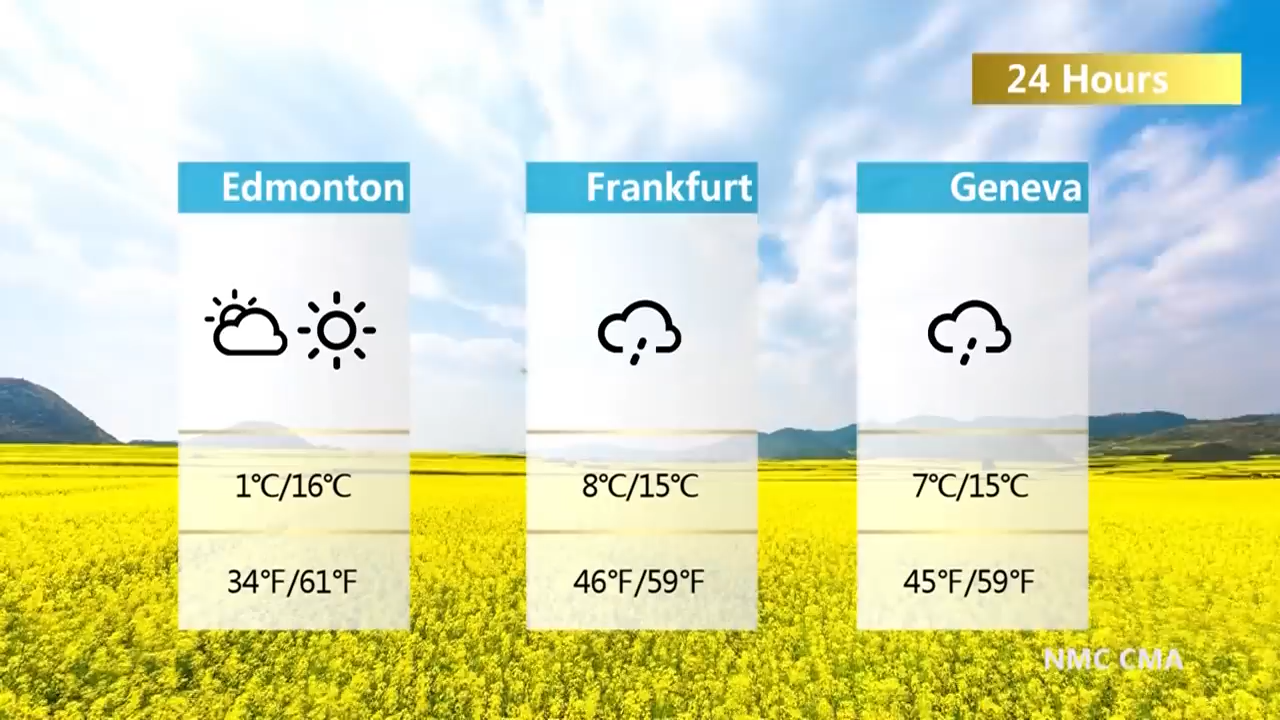 24 Hours
Edmonton
Frankfurt
Geneva
1℃/16℃
8℃/15℃
7℃/15℃
34°F/61°F
46°F/59°F
45°F/59°F
NMC CMA